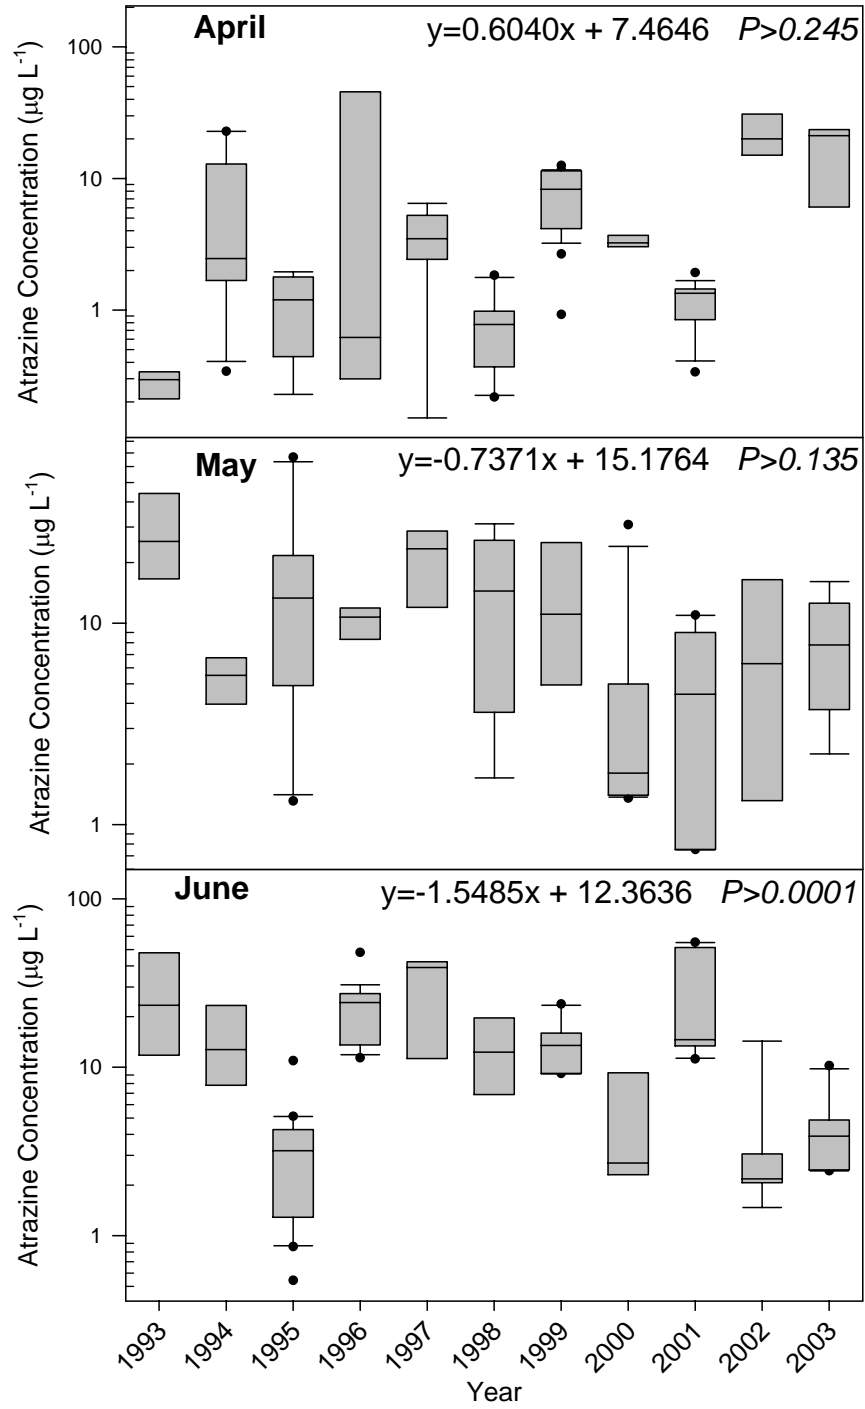 April y=0.6040x + 7.4646 P>0.245
100
10
1
Atrazine Concentration (μg L-1)
May y=-0.7371x + 15.1764 P>0.135
10
1
Atrazine Concentration (μg L-1)
June y=-1.5485x + 12.3636 P>0.0001
100
10
1
Atrazine Concentration (μg L-1)
1993 1994 1995 1996 1997 1998 1999 2000 2001 2002 2003
Year